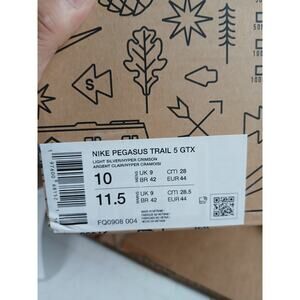 NIKE PEGASUS TRAIL 5 GTX
LIGHT SILVER/HYPER CRIMSON
ARGENT CLAIR/HYPER CRAMOISI
10 UK 9 CM 28
BR 42 EUR 44
11.5 UK 9 CM 28.5
BR 42 EUR 44
FQ0908 004
S